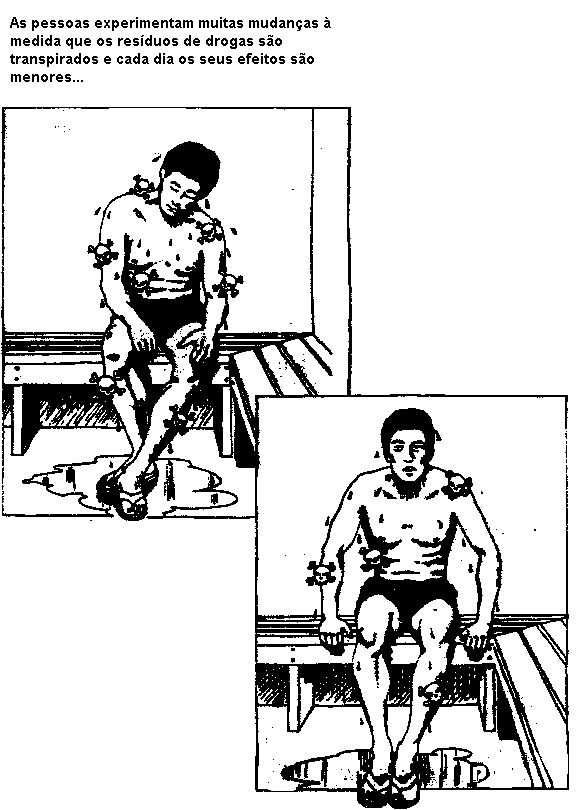 As pessoas experimentam muitas mudanças à
medida que os resíduos de drogas são
transpirados e cada dia os seus efeitos são
menores...